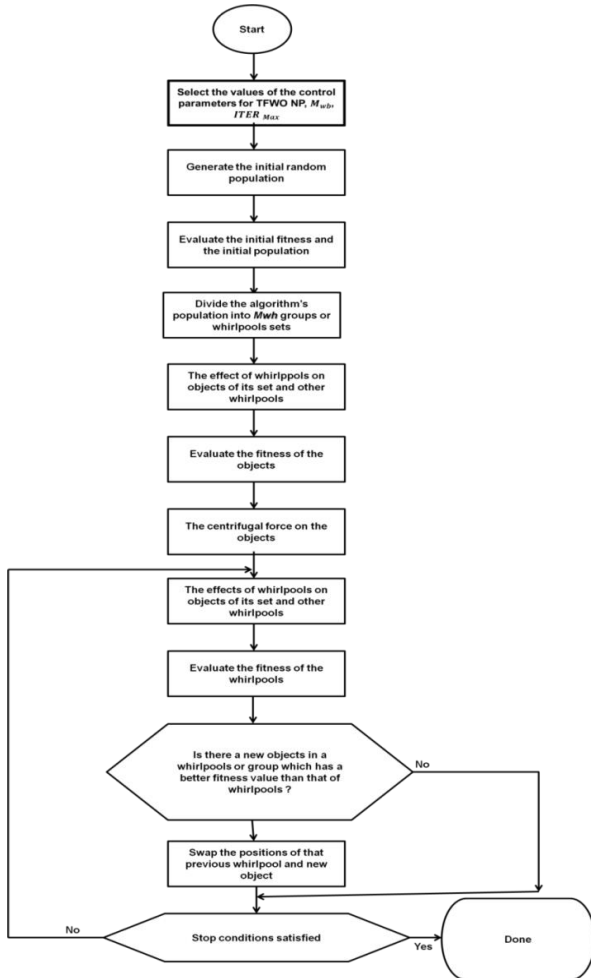 Start
Select the values of the control
parameters for TFWO NP, M_wh,
ITER _Max
Generate the initial random
population
Evaluate the initial fitness and
the initial population
Divide the algorithm's
population into Mwh groups or
whirlpools sets
The effect of whirlppols on
objects of its set and other
whirlpools
Evaluate the fitness of the
objects
The centrifugal force on the
objects
The effects of whirlpools on
objects of its set and other
whirlpools
Evaluate the fitness of the
whirlpools
Is there a new objects in a
whirlpools or group which has a
better fitness value than that of
whirlpools ?
No
Swap the positions of that
previous whirlpool and new
object
No
Stop conditions satisfied
Yes
Done